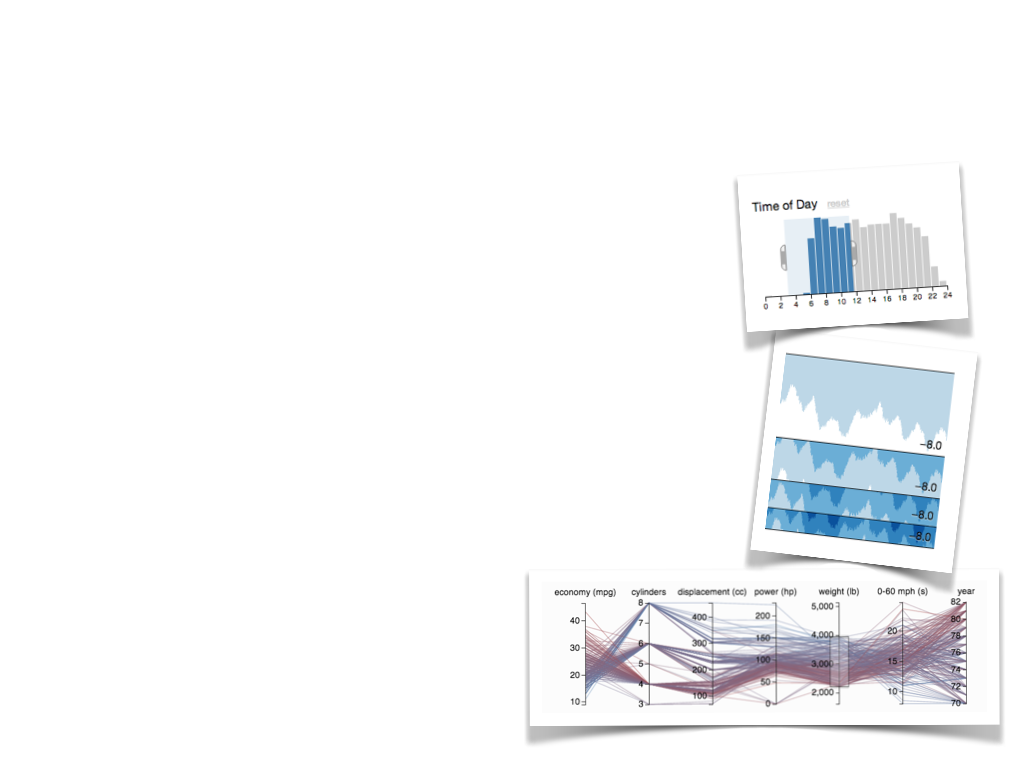 Time of Day reset
0 2 4 6 8 10 12 14 16 18 20 22 24
−8.0
−8.0
−8.0
−8.0
economy (mpg) cylinders displacement (cc) power (hp) weight (lb) 0-60 mph (s) year
40 30 20 10
8 7 6 5 4 3
400 300 200 100
200 150 100 50 0
5,000 4,000 3,000 2,000
20 15 10
82 80 78 76 74 72 70